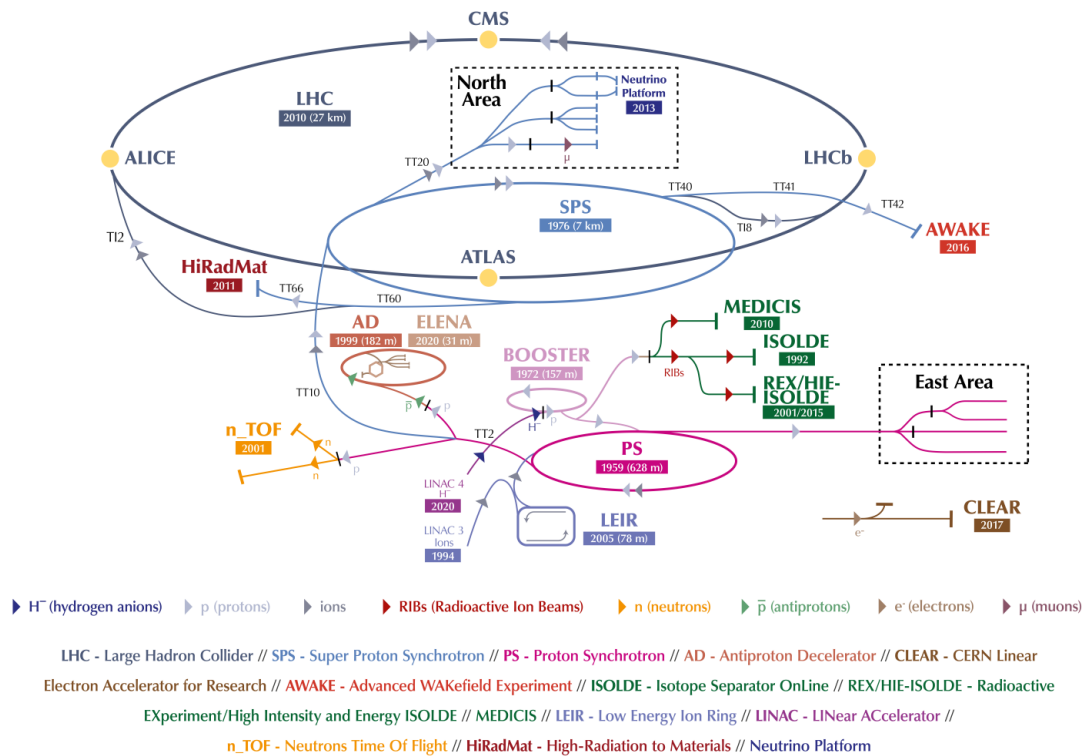 CMS
North Area
Neutrino Platform
2013
LHC
2010 (27 km)
ALICE
LHCb
TT20
μ
TT40
TT41
TT42
SPS
1976 (7 km)
TI8
AWAKE
2016
TI2
ATLAS
HiRadMat
2011
TT66
TT60
MEDICIS
2010
AD
1999 (182 m)
ELENA
2020 (31 m)
ISOLDE
1992
BOOSTER
1972 (157 m)
RIBs
REX/HIE-
ISOLDE
2001/2015
East Area
TT10
p̅
p
p
H⁻
TT2
n_TOF
2001
n
n
p
PS
1959 (628 m)
LINAC 4
H⁻
2020
LINAC 3
Ions
1994
LEIR
2005 (78 m)
CLEAR
2017
e⁻
H⁻ (hydrogen anions) p (protons) ions RIBs (Radioactive Ion Beams) n (neutrons) p̅ (antiprotons) e⁻ (electrons) μ (muons)
LHC - Large Hadron Collider // SPS - Super Proton Synchrotron // PS - Proton Synchrotron // AD - Antiproton Decelerator // CLEAR - CERN Linear
Electron Accelerator for Research // AWAKE - Advanced WAKefield Experiment // ISOLDE - Isotope Separator OnLine // REX/HIE-ISOLDE - Radioactive
EXperiment/High Intensity and Energy ISOLDE // MEDICIS // LEIR - Low Energy Ion Ring // LINAC - LINear ACcelerator //
n_TOF - Neutrons Time Of Flight // HiRadMat - High-Radiation to Materials // Neutrino Platform